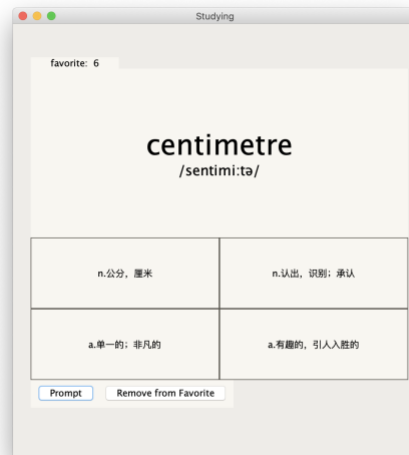 Studying
favorite: 6
centimetre
/sentimi:tə/
n.公分，厘米
n.认出，识别；承认
a.单一的；非凡的
a.有趣的，引人入胜的
Prompt
Remove from Favorite